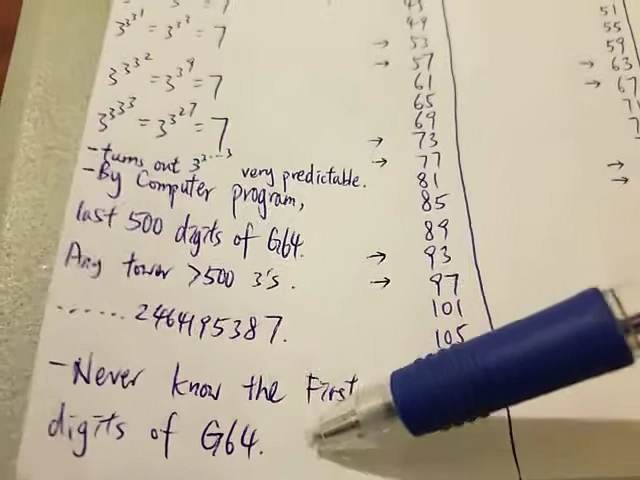 3^3^3^1 = 3^3^3 = 7
3^3^3^2 = 3^3^9 = 7
3^3^3^3 = 3^3^27 = 7
- turns out 3^3^...^3 very predictable.
- By Computer program,
last 500 digits of G64.
Any tower >500 3's.
......2464195387.
- Never know the First
digits of G64.
49
→ 53
→ 57
61
65
69
→ 73
→ 77
81
85
89
→ 93
→ 97
101
105
51
55
59
→ 63
→ 67
→
→